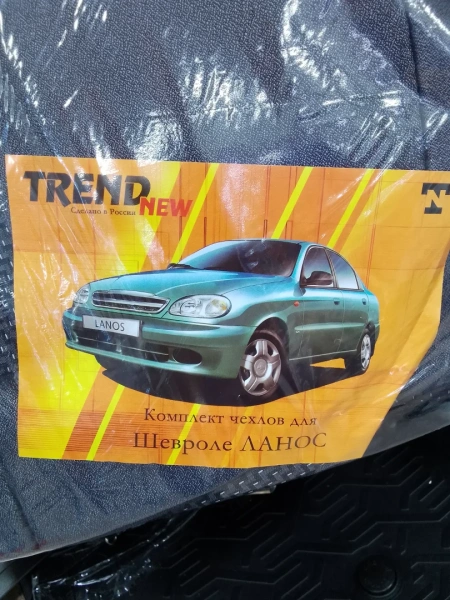 TREND
Сделано в России NEW
T
LANOS
Комплект чехлов для
Шевроле ЛАНОС